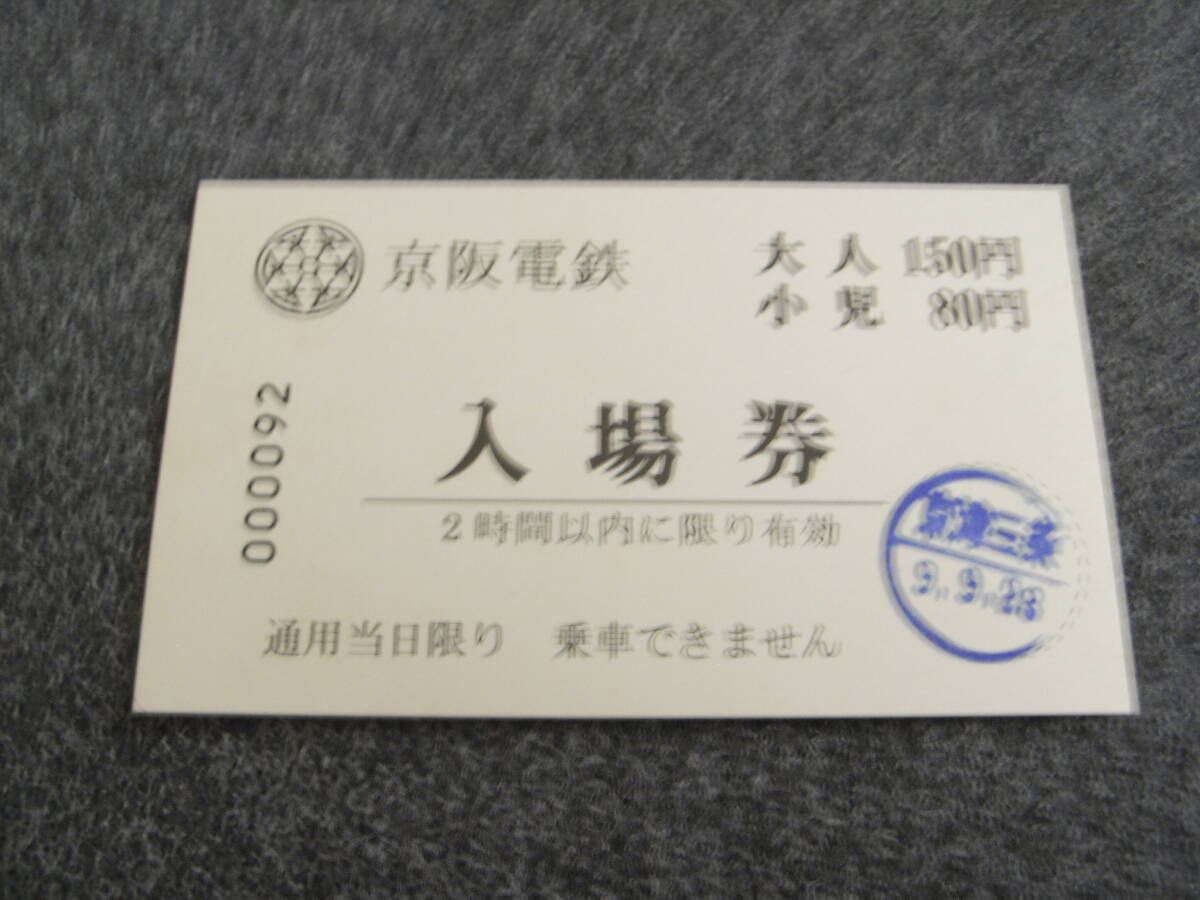 京阪電鉄
大人 150円
小児 80円
000092
入場券
2時間以内に限り有効
京津三条
9.9.23
通用当日限り 乗車できません